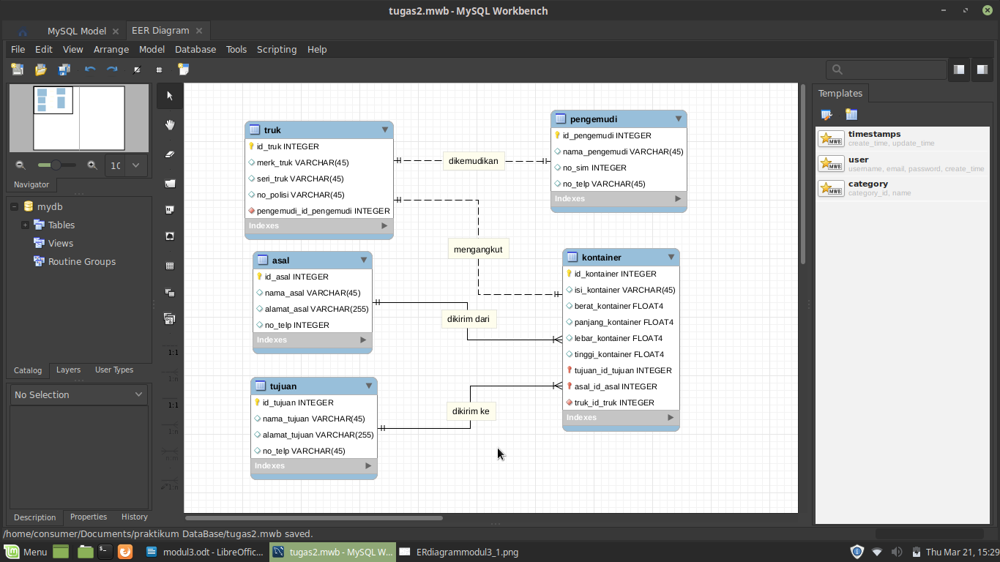 tugas2.mwb - MySQL Workbench
MySQL Model
EER Diagram
File Edit View Arrange Model Database Tools Scripting Help
Navigator
mydb
Tables
Views
Routine Groups
Catalog Layers User Types
No Selection
Description Properties History
1:1
1:n
1:1
1:n
n:m
1:n
truk
id_truk INTEGER
merk_truk VARCHAR(45)
seri_truk VARCHAR(45)
no_polisi VARCHAR(45)
pengemudi_id_pengemudi INTEGER
Indexes
dikemudikan
pengemudi
id_pengemudi INTEGER
nama_pengemudi VARCHAR(45)
no_sim INTEGER
no_telp VARCHAR(45)
Indexes
mengangkut
asal
id_asal INTEGER
nama_asal VARCHAR(45)
alamat_asal VARCHAR(255)
no_telp INTEGER
Indexes
dikirim dari
kontainer
id_kontainer INTEGER
isi_kontainer VARCHAR(45)
berat_kontainer FLOAT4
panjang_kontainer FLOAT4
lebar_kontainer FLOAT4
tinggi_kontainer FLOAT4
tujuan_id_tujuan INTEGER
asal_id_asal INTEGER
truk_id_truk INTEGER
Indexes
tujuan
id_tujuan INTEGER
nama_tujuan VARCHAR(45)
alamat_tujuan VARCHAR(255)
no_telp VARCHAR(45)
Indexes
dikirim ke
Templates
MWB
timestamps
create_time, update_time
MWB
user
username, email, password, create_time
MWB
category
category_id, name
/home/consumer/Documents/praktikum DataBase/tugas2.mwb saved.
Menu
modul3.odt - LibreOffic...
tugas2.mwb - MySQL W...
ERdiagrammodul3_1.png
Thu Mar 21, 15:29